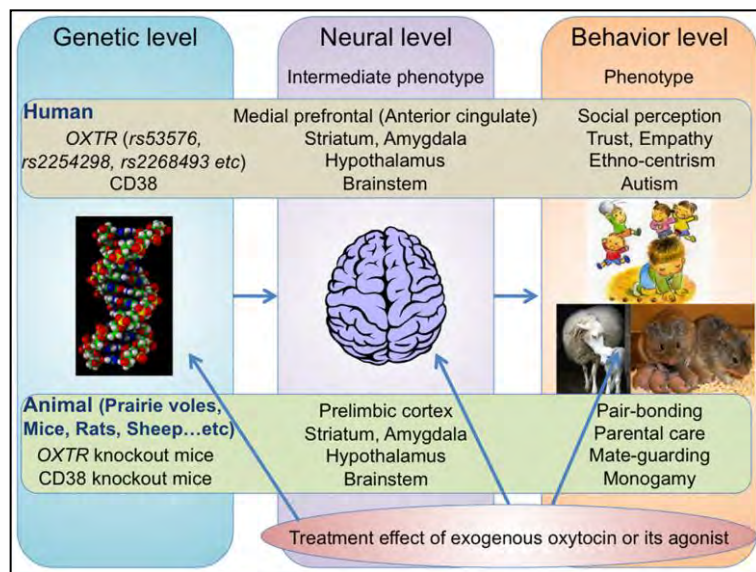 Genetic level
Neural level
Intermediate phenotype
Behavior level
Phenotype
Human
OXTR (rs53576,
rs2254298, rs2268493 etc)
CD38
Medial prefrontal (Anterior cingulate)
Striatum, Amygdala
Hypothalamus
Brainstem
Social perception
Trust, Empathy
Ethno-centrism
Autism
Animal (Prairie voles,
Mice, Rats, Sheep...etc)
OXTR knockout mice
CD38 knockout mice
Prelimbic cortex
Striatum, Amygdala
Hypothalamus
Brainstem
Pair-bonding
Parental care
Mate-guarding
Monogamy
Treatment effect of exogenous oxytocin or its agonist